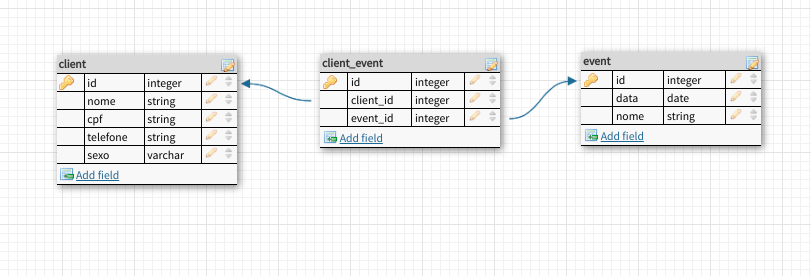 client
id integer
nome string
cpf string
telefone string
sexo varchar
Add field
client_event
id integer
client_id integer
event_id integer
Add field
event
id integer
data date
nome string
Add field